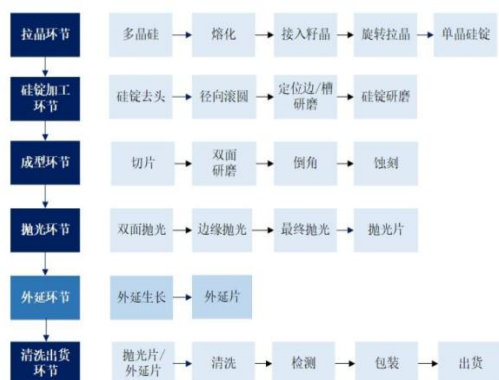 拉晶环节
多晶硅
熔化
接入籽晶
旋转拉晶
单晶硅锭
硅锭加工
环节
硅锭去头
径向滚圆
定位边/槽
研磨
硅锭研磨
成型环节
切片
双面
研磨
倒角
蚀刻
抛光环节
双面抛光
边缘抛光
最终抛光
抛光片
外延环节
外延生长
外延片
清洗出货
环节
抛光片/
外延片
清洗
检测
包装
出货